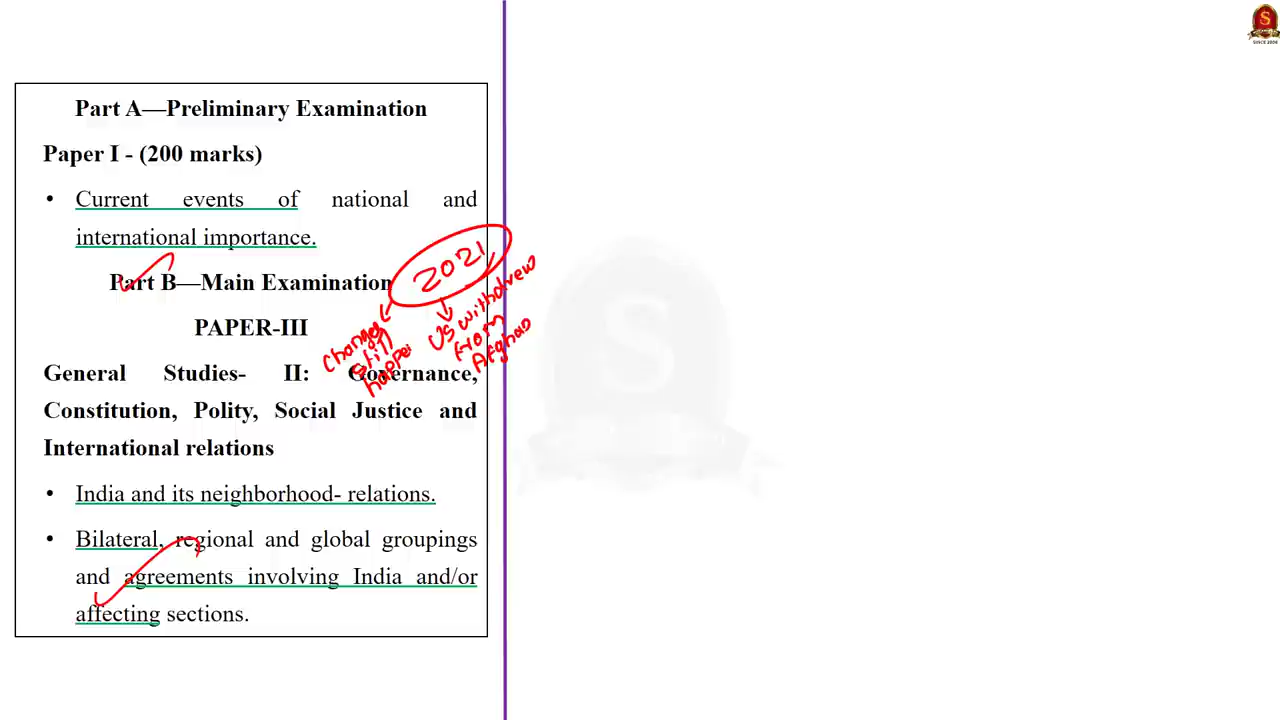 Part A—Preliminary Examination
Paper I - (200 marks)
• Current events of national and
international importance.
Part B—Main Examination
PAPER-III
General Studies- II: Governance,
Constitution, Polity, Social Justice and
International relations
• India and its neighborhood- relations.
• Bilateral, regional and global groupings
and agreements involving India and/or
affecting sections.
2021
US withdrew
from
Afghan
still
S
S
SINCE 2006